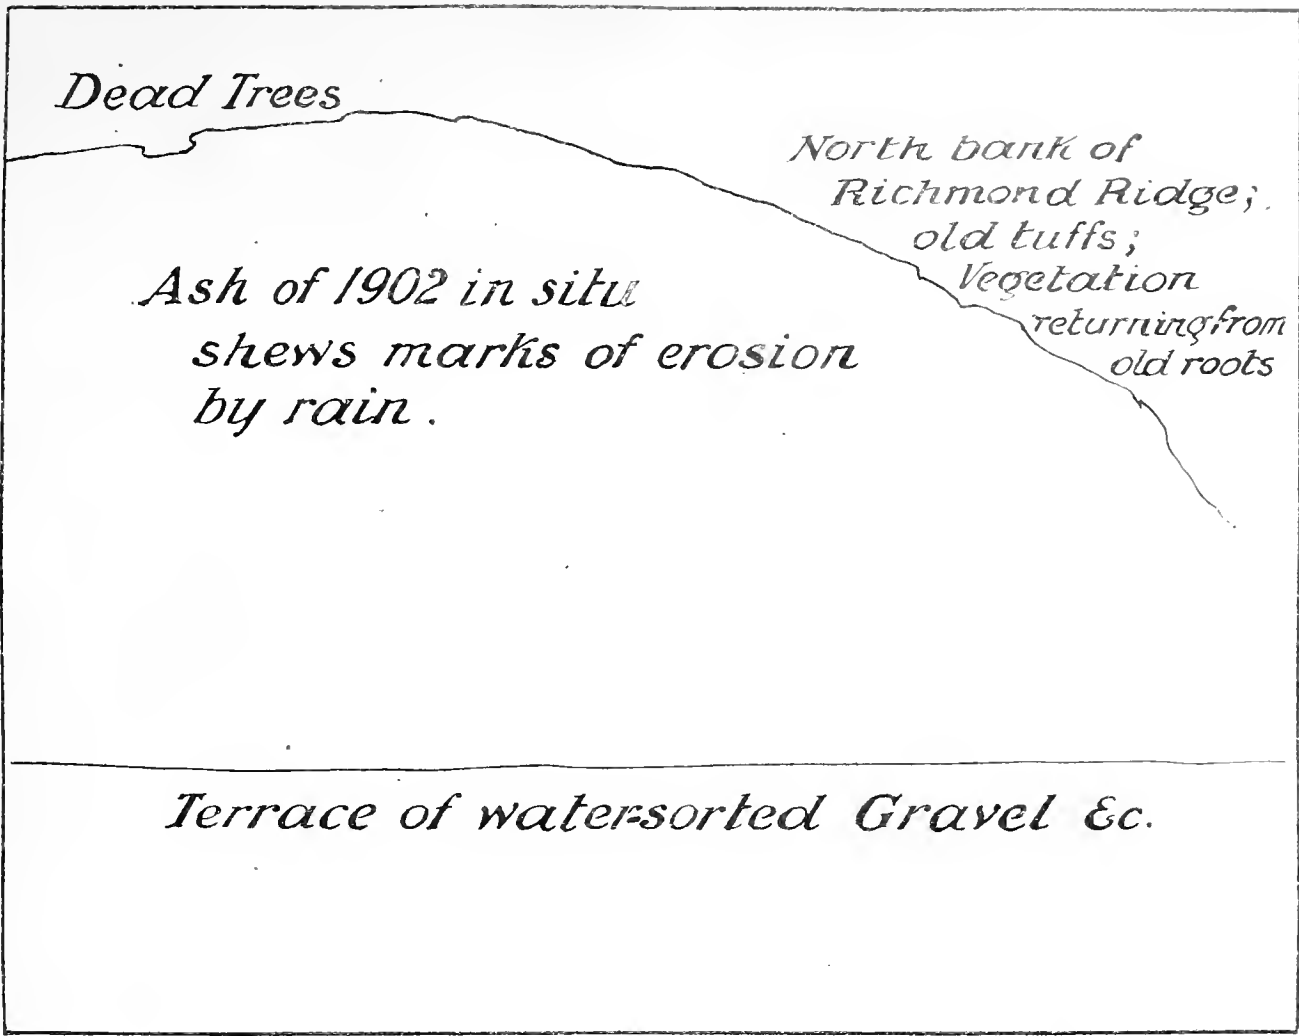 Dead Trees
North bank of
Richmond Ridge;
old tuffs;
Vegetation
returning from
old roots
Ash of 1902 in situ
shews marks of erosion
by rain.
Terrace of water-sorted Gravel &c.